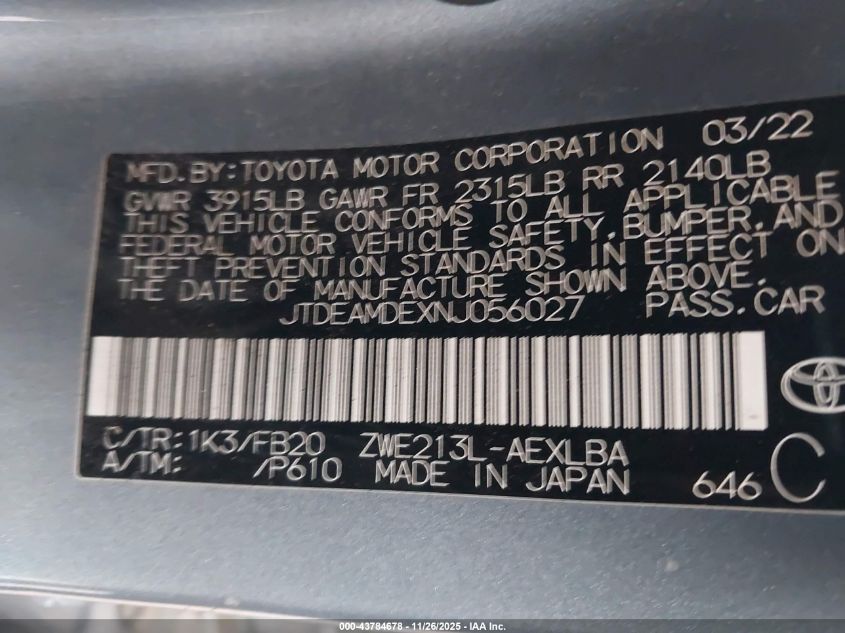 MFD.BY:TOYOTA MOTOR CORPORATION 03/22
GVWR 3915LB GAWR FR 2315LB RR 2140LB
THIS VEHICLE CONFORMS TO ALL APPLICABLE
FEDERAL MOTOR VEHICLE SAFETY,BUMPER,AND
THEFT PREVENTION STANDARDS IN EFFECT ON
THE DATE OF MANUFACTURE SHOWN ABOVE.
JTDEAMDEXNJ056027 PASS.CAR
C/TR:1K3/FB20 ZWE213L-AEXLBA
A/TM: /P610 MADE IN JAPAN 646 C
000-43784678 - 11/26/2025 - IAA Inc.